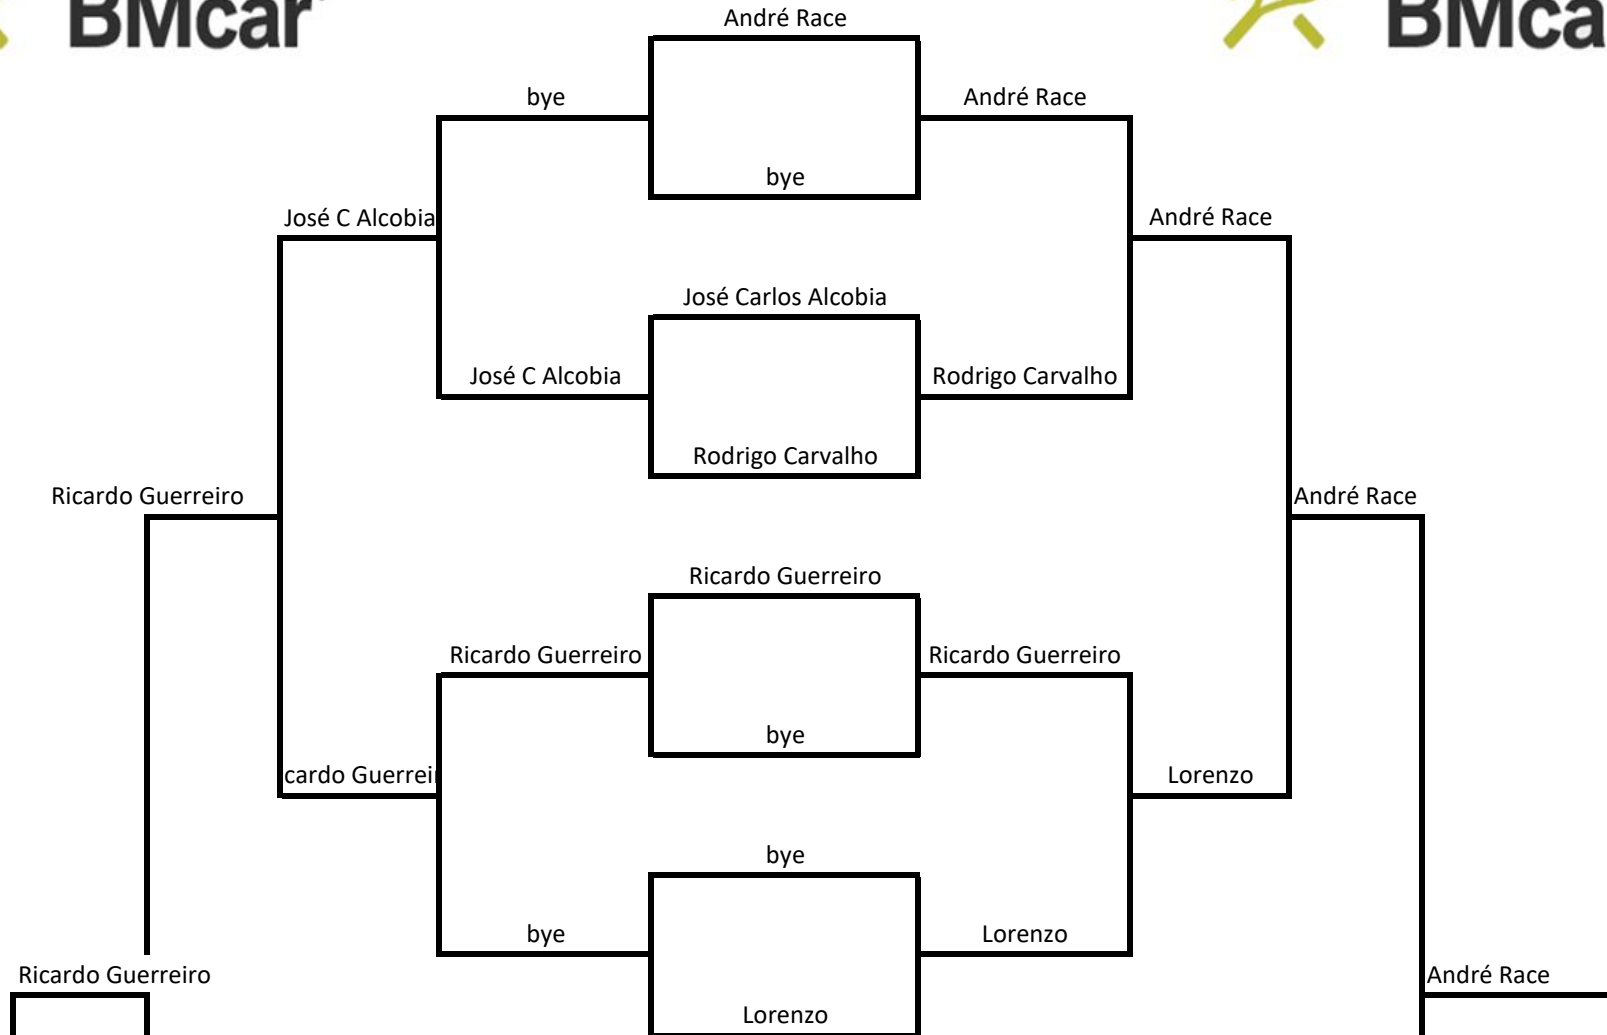 BMcar
BMca
André Race
bye
André Race
bye
José C Alcobia
André Race
José Carlos Alcobia
José C Alcobia
Rodrigo Carvalho
Rodrigo Carvalho
Ricardo Guerreiro
André Race
Ricardo Guerreiro
Ricardo Guerreiro
Ricardo Guerreiro
bye
cardo Guerrei
Lorenzo
bye
bye
Lorenzo
Ricardo Guerreiro
André Race
Lorenzo